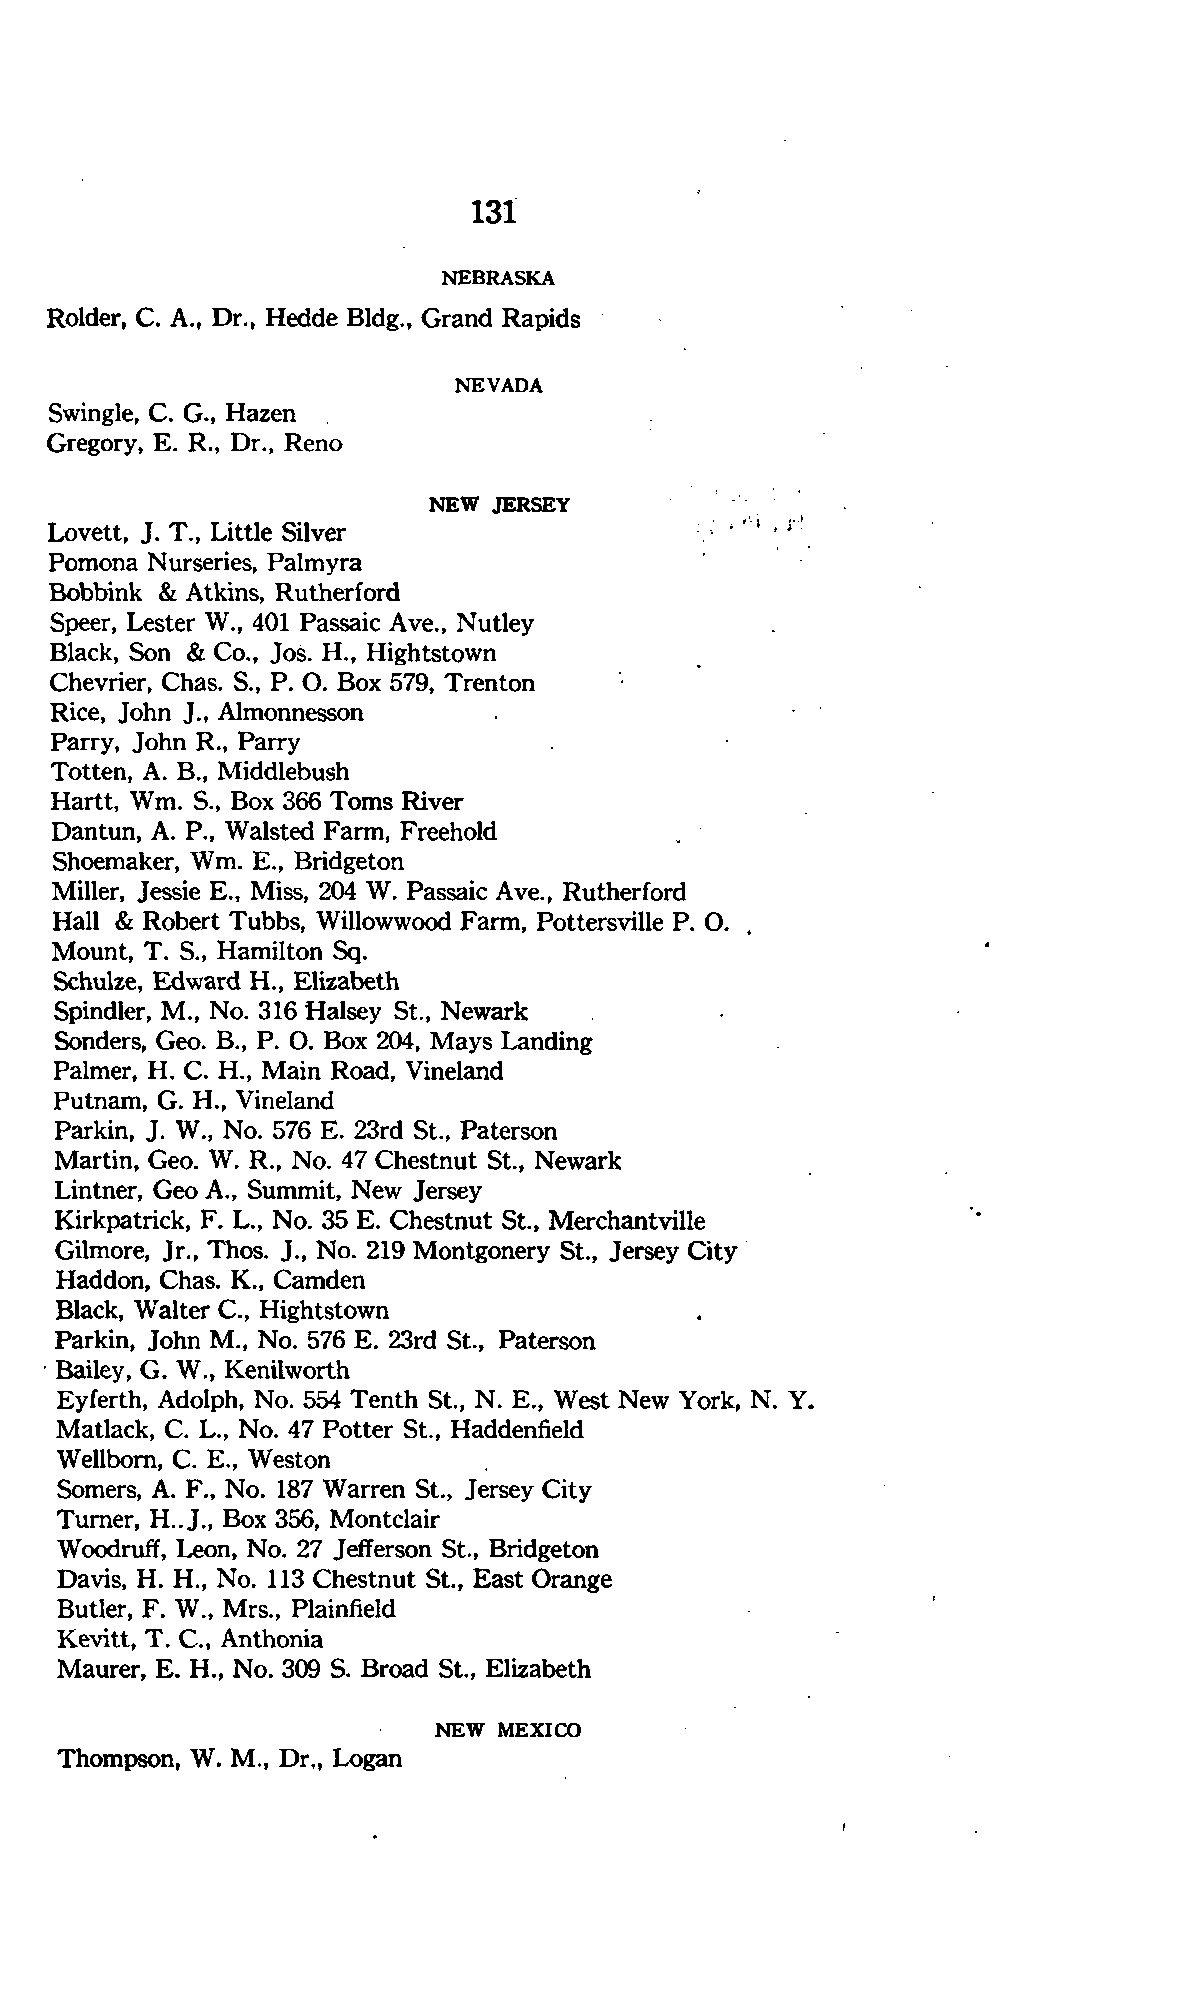 131
NEBRASKA
Rolder, C. A., Dr., Hedde Bldg., Grand Rapids
NEVADA
Swingle, C. G., Hazen
Gregory, E. R., Dr., Reno
NEW JERSEY
Lovett, J. T., Little Silver
Pomona Nurseries, Palmyra
Bobbink & Atkins, Rutherford
Speer, Lester W., 401 Passaic Ave., Nutley
Black, Son & Co., Jos. H., Hightstown
Chevrier, Chas. S., P. O. Box 579, Trenton
Rice, John J., Almonnesson
Parry, John R., Parry
Totten, A. B., Middlebush
Hartt, Wm. S., Box 366 Toms River
Dantun, A. P., Walsted Farm, Freehold
Shoemaker, Wm. E., Bridgeton
Miller, Jessie E., Miss, 204 W. Passaic Ave., Rutherford
Hall & Robert Tubbs, Willowwood Farm, Pottersville P. O.
Mount, T. S., Hamilton Sq.
Schulze, Edward H., Elizabeth
Spindler, M., No. 316 Halsey St., Newark
Sonders, Geo. B., P. O. Box 204, Mays Landing
Palmer, H. C. H., Main Road, Vineland
Putnam, G. H., Vineland
Parkin, J. W., No. 576 E. 23rd St., Paterson
Martin, Geo. W. R., No. 47 Chestnut St., Newark
Lintner, Geo A., Summit, New Jersey
Kirkpatrick, F. L., No. 35 E. Chestnut St., Merchantville
Gilmore, Jr., Thos. J., No. 219 Montgonery St., Jersey City
Haddon, Chas. K., Camden
Black, Walter C., Hightstown
Parkin, John M., No. 576 E. 23rd St., Paterson
Bailey, G. W., Kenilworth
Eyferth, Adolph, No. 554 Tenth St., N. E., West New York, N. Y.
Matlack, C. L., No. 47 Potter St., Haddenfield
Wellborn, C. E., Weston
Somers, A. F., No. 187 Warren St., Jersey City
Turner, H..J., Box 356, Montclair
Woodruff, Leon, No. 27 Jefferson St., Bridgeton
Davis, H. H., No. 113 Chestnut St., East Orange
Butler, F. W., Mrs., Plainfield
Kevitt, T. C., Anthonia
Maurer, E. H., No. 309 S. Broad St., Elizabeth
NEW MEXICO
Thompson, W. M., Dr., Logan